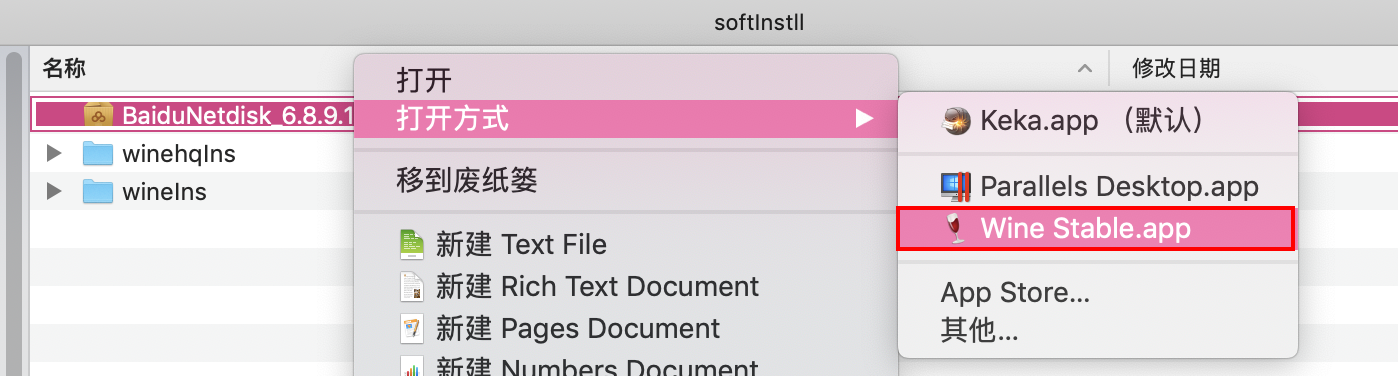 softInstll
名称
修改日期
BaiduNetdisk_6.8.9.1
winehqIns
wineIns
打开
打开方式
移到废纸篓
新建 Text File
新建 Rich Text Document
新建 Pages Document
新建 Numbers Document
Keka.app （默认）
Parallels Desktop.app
Wine Stable.app
App Store...
其他...